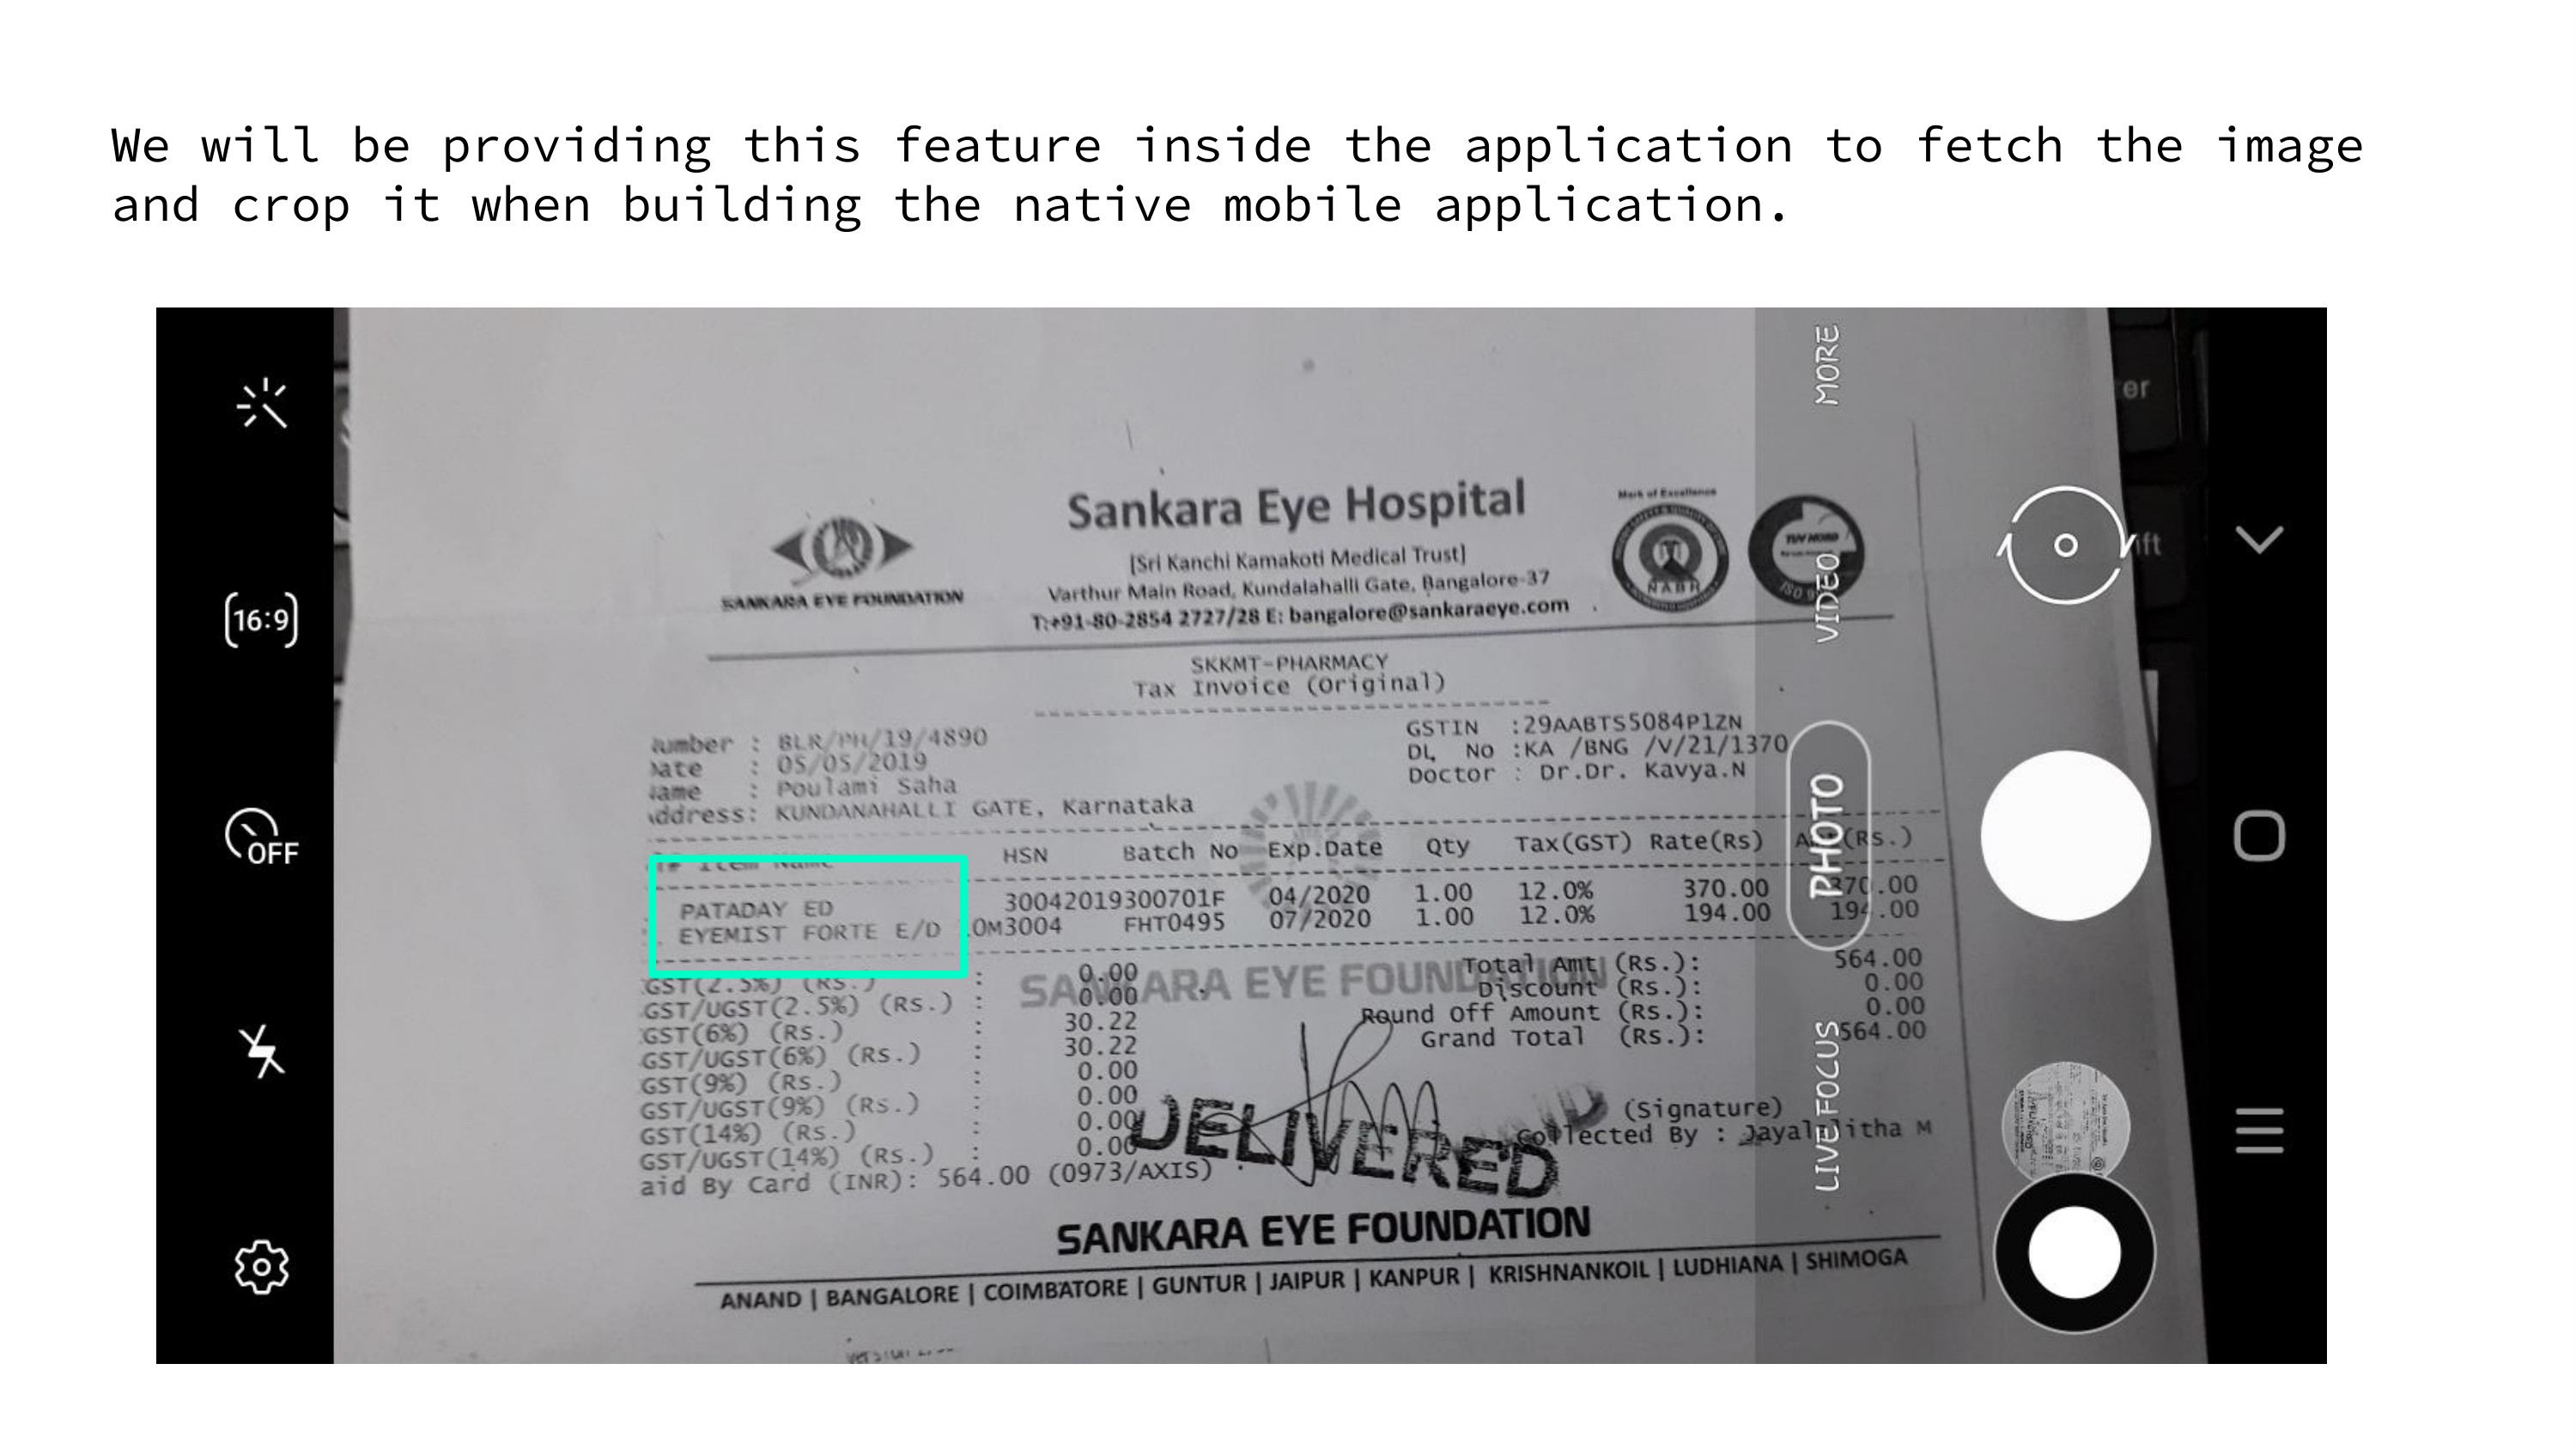 We will be providing this feature inside the application to fetch the image
and crop it when building the native mobile application.
MORE
er
Sankara Eye Hospital
Mark of Excellence
[Sri Kanchi Kamakoti Medical Trust]
TUV NORD
16:9
ift
Varthur Main Road, Kundalahalli Gate, Bangalore-37
NABH
SANKARA EYE FOUNDATION
T:+91-80-2854 2727/28 E: bangalore@sankaraeye.com
VIDEO
SKKMT-PHARMACY
Tax Invoice (Original)
umber : BLR/PH/19/4890 GSTIN :29AABTS5084P1ZN
ate : 05/05/2019 DL No :KA /BNG /V/21/1370
ame : Poulami Saha Doctor : Dr.Dr. Kavya.N
ddress: KUNDANAHALLI GATE, Karnataka
PHOTO
OFF
Item Name HSN Batch No Exp.Date Qty Tax(GST) Rate(Rs) (Rs.)
PATADAY ED 30042019300701F 04/2020 1.00 12.0% 370.00 370.00
EYEMIST FORTE E/D 10M3004 FHT0495 07/2020 1.00 12.0% 194.00 194.00
SANKARA EYE FOUNDATION
GST(2.5%) (Rs.) : 0.00 Total Amt (Rs.): 564.00
GST/UGST(2.5%) (Rs.) : 0.00 Discount (Rs.): 0.00
GST(6%) (Rs.) : 30.22 Round Off Amount (Rs.): 0.00
GST/UGST(6%) (Rs.) : 30.22 Grand Total (Rs.): 564.00
GST(9%) (Rs.) : 0.00
GST/UGST(9%) (Rs.) : 0.00
GST(14%) (Rs.) : 0.00 (Signature)
GST/UGST(14%) (Rs.) : 0.00 Collected By : Jayalalitha M
DELIVERED
LIVE FOCUS
aid By Card (INR): 564.00 (0973/AXIS)
SANKARA EYE FOUNDATION
ANAND | BANGALORE | COIMBATORE | GUNTUR | JAIPUR | KANPUR | KRISHNANKOIL | LUDHIANA | SHIMOGA